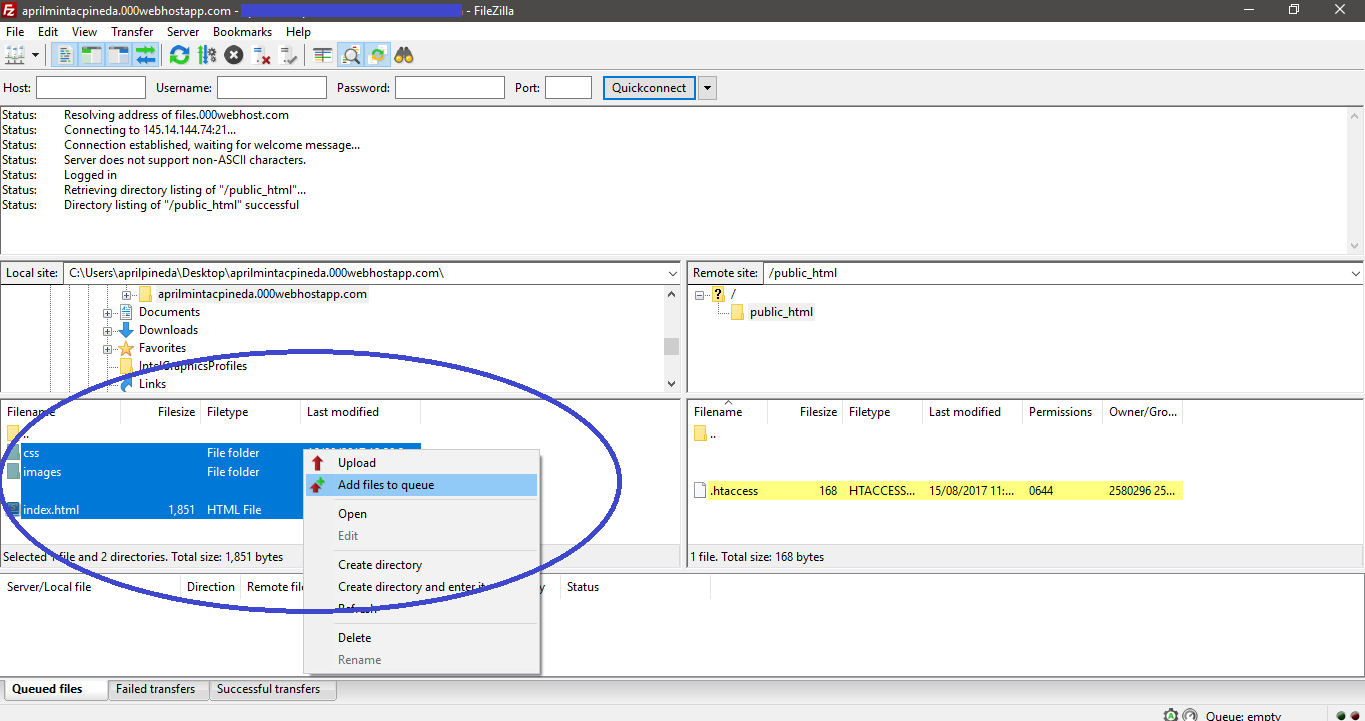 aprilmintacpineda.000webhostapp.com - - FileZilla
File Edit View Transfer Server Bookmarks Help
Host: Username: Password: Port: Quickconnect
Status: Resolving address of files.000webhost.com
Status: Connecting to 145.14.144.74:21...
Status: Connection established, waiting for welcome message...
Status: Server does not support non-ASCII characters.
Status: Logged in
Status: Retrieving directory listing of "/public_html"...
Status: Directory listing of "/public_html" successful
Local site: C:\Users\aprilpineda\Desktop\aprilmintacpineda.000webhostapp.com\
aprilmintacpineda.000webhostapp.com
Documents
Downloads
Favorites
IntelGraphicsProfiles
Links
Remote site: /public_html
/
public_html
Filename Filesize Filetype Last modified
..
css File folder
images File folder
index.html 1,851 HTML File
Selected 1 file and 2 directories. Total size: 1,851 bytes
Upload
Add files to queue
Open
Edit
Create directory
Create directory and enter it
Refresh
Delete
Rename
Filename Filesize Filetype Last modified Permissions Owner/Gro...
..
.htaccess 168 HTACCESS... 15/08/2017 11:... 0644 2580296 25...
1 file. Total size: 168 bytes
Server/Local file Direction Remote file Status
Queued files Failed transfers Successful transfers
Queue: empty